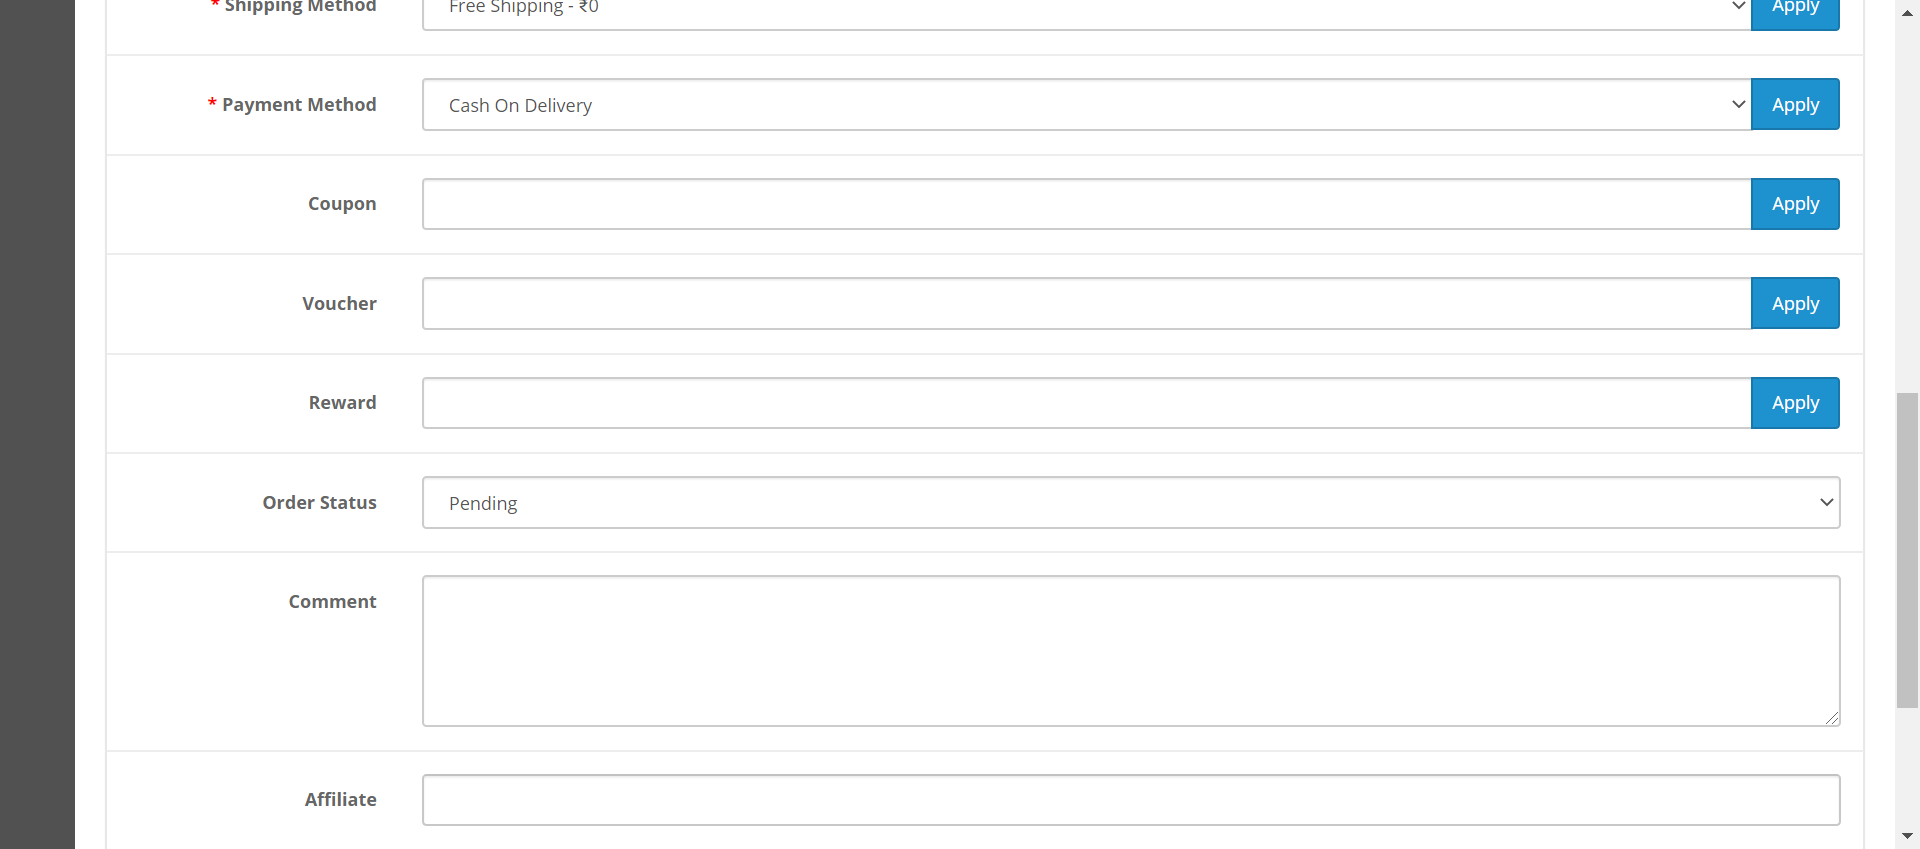 * Shipping Method Free Shipping - ₹0 Apply
* Payment Method Cash On Delivery Apply
Coupon Apply
Voucher Apply
Reward Apply
Order Status Pending
Comment
Affiliate